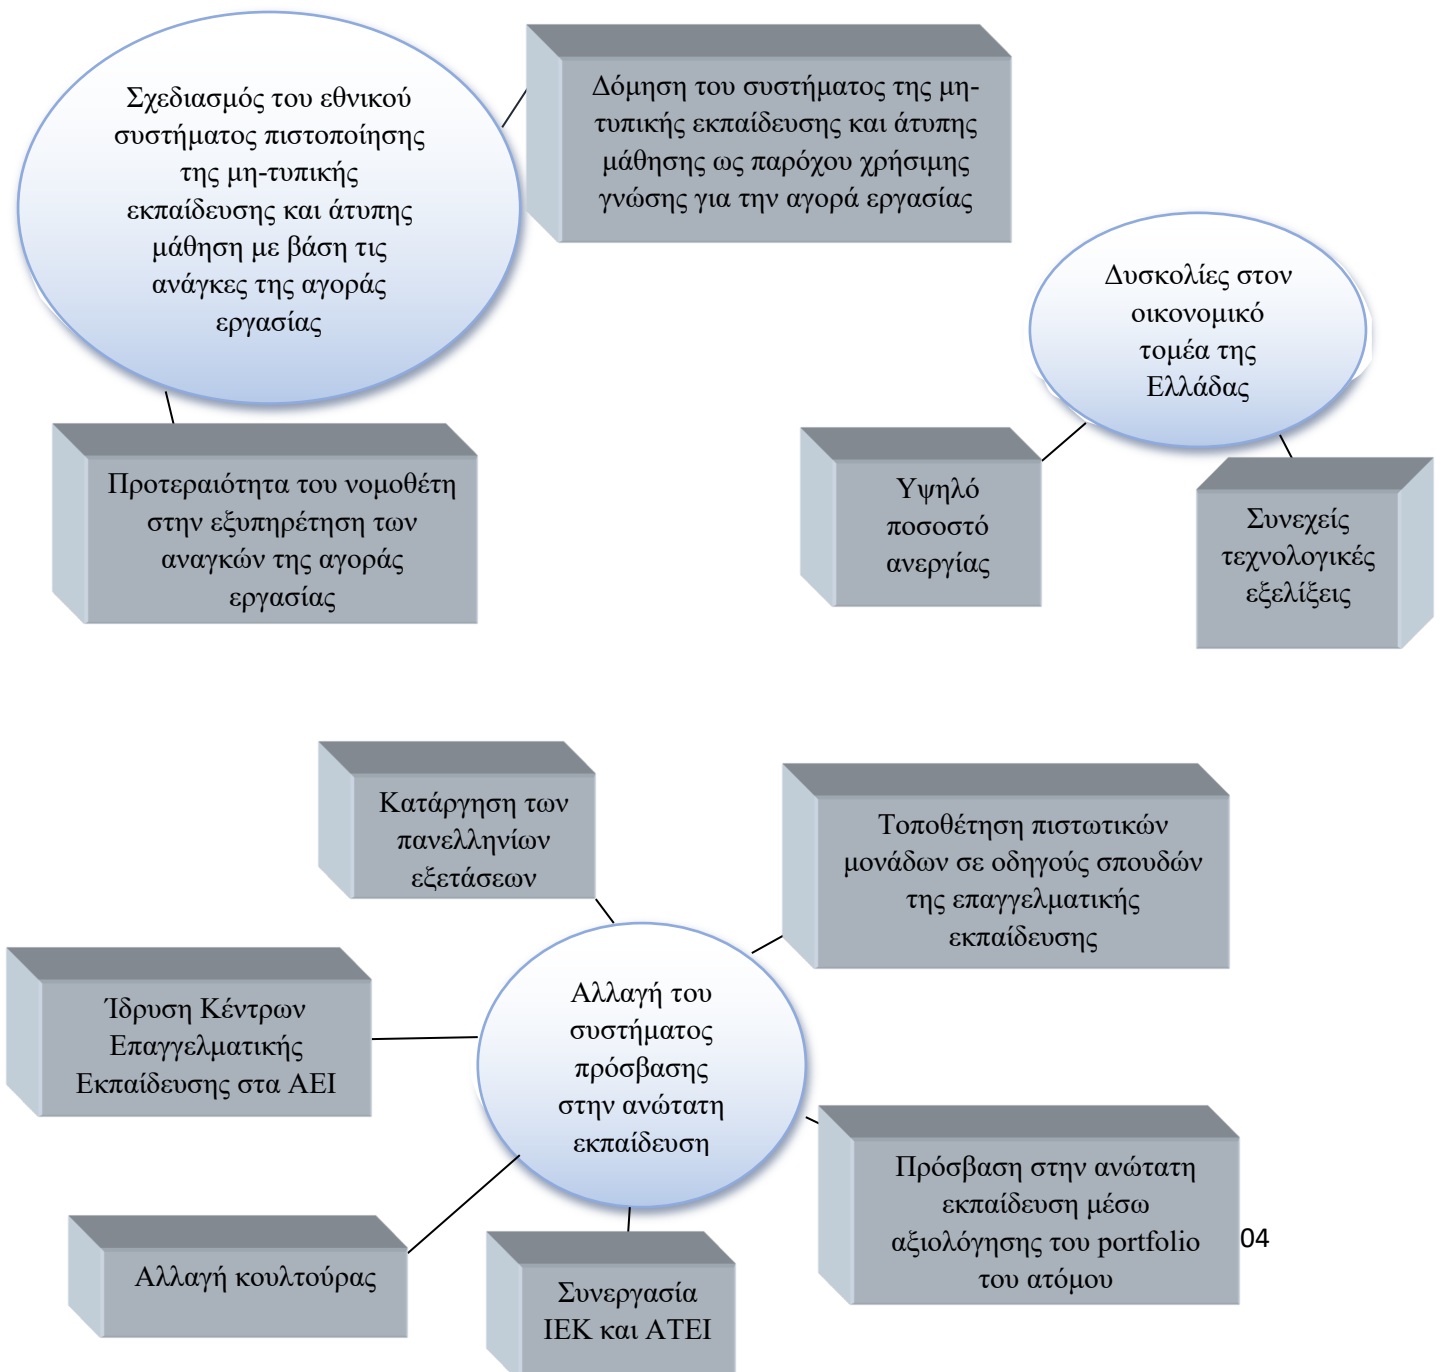 Σχεδιασμός του εθνικού
συστήματος πιστοποίησης
της μη-τυπικής
εκπαίδευσης και άτυπης
μάθηση με βάση τις
ανάγκες της αγοράς
εργασίας
Δόμηση του συστήματος της μη-
τυπικής εκπαίδευσης και άτυπης
μάθησης ως παρόχου χρήσιμης
γνώσης για την αγορά εργασίας
Προτεραιότητα του νομοθέτη
στην εξυπηρέτηση των
αναγκών της αγοράς
εργασίας
Δυσκολίες στον
οικονομικό
τομέα της
Ελλάδας
Υψηλό
ποσοστό
ανεργίας
Συνεχείς
τεχνολογικές
εξελίξεις
Κατάργηση των
πανελληνίων
εξετάσεων
Τοποθέτηση πιστωτικών
μονάδων σε οδηγούς σπουδών
της επαγγελματικής
εκπαίδευσης
Ίδρυση Κέντρων
Επαγγελματικής
Εκπαίδευσης στα ΑΕΙ
Αλλαγή του
συστήματος
πρόσβασης
στην ανώτατη
εκπαίδευση
Πρόσβαση στην ανώτατη
εκπαίδευση μέσω
αξιολόγησης του portfolio
του ατόμου
04
Αλλαγή κουλτούρας
Συνεργασία
ΙΕΚ και ΑΤΕΙ